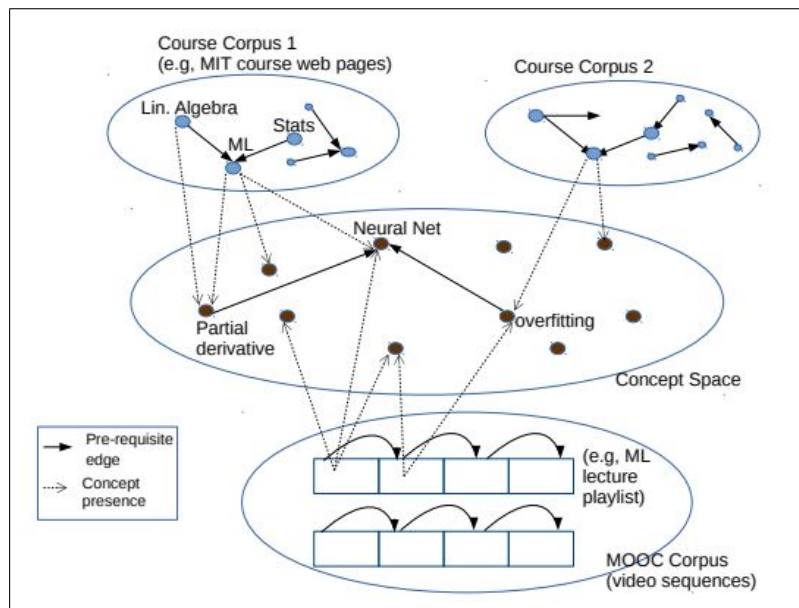 Course Corpus 1
(e.g, MIT course web pages)
Course Corpus 2
Lin. Algebra
Stats
ML
Neural Net
Partial
derivative
overfitting
Concept Space
Pre-requisite
edge
Concept
presence
(e.g, ML
lecture
playlist)
MOOC Corpus
(video sequences)